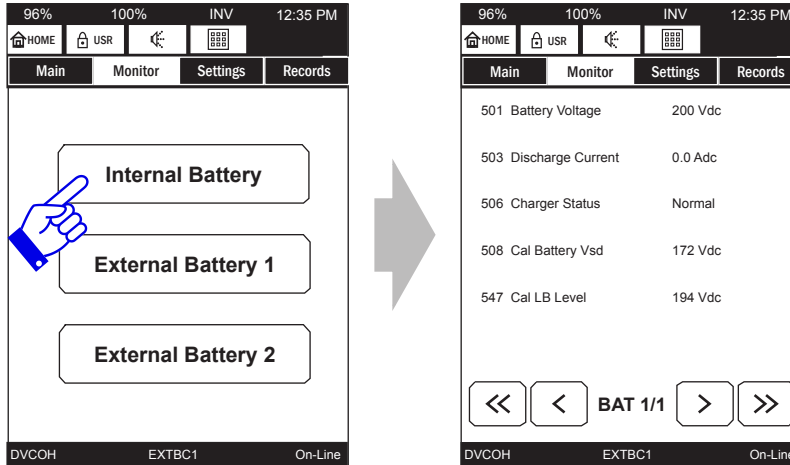 96% 100% INV 12:35 PM
HOME USR
Main Monitor Settings Records
Internal Battery
External Battery 1
External Battery 2
DVCOH EXTBC1 On-Line
96% 100% INV 12:35 PM
HOME USR
Main Monitor Settings Records
501 Battery Voltage 200 Vdc
503 Discharge Current 0.0 Adc
506 Charger Status Normal
508 Cal Battery Vsd 172 Vdc
547 Cal LB Level 194 Vdc
<< < BAT 1/1 > >>
DVCOH EXTBC1 On-Line